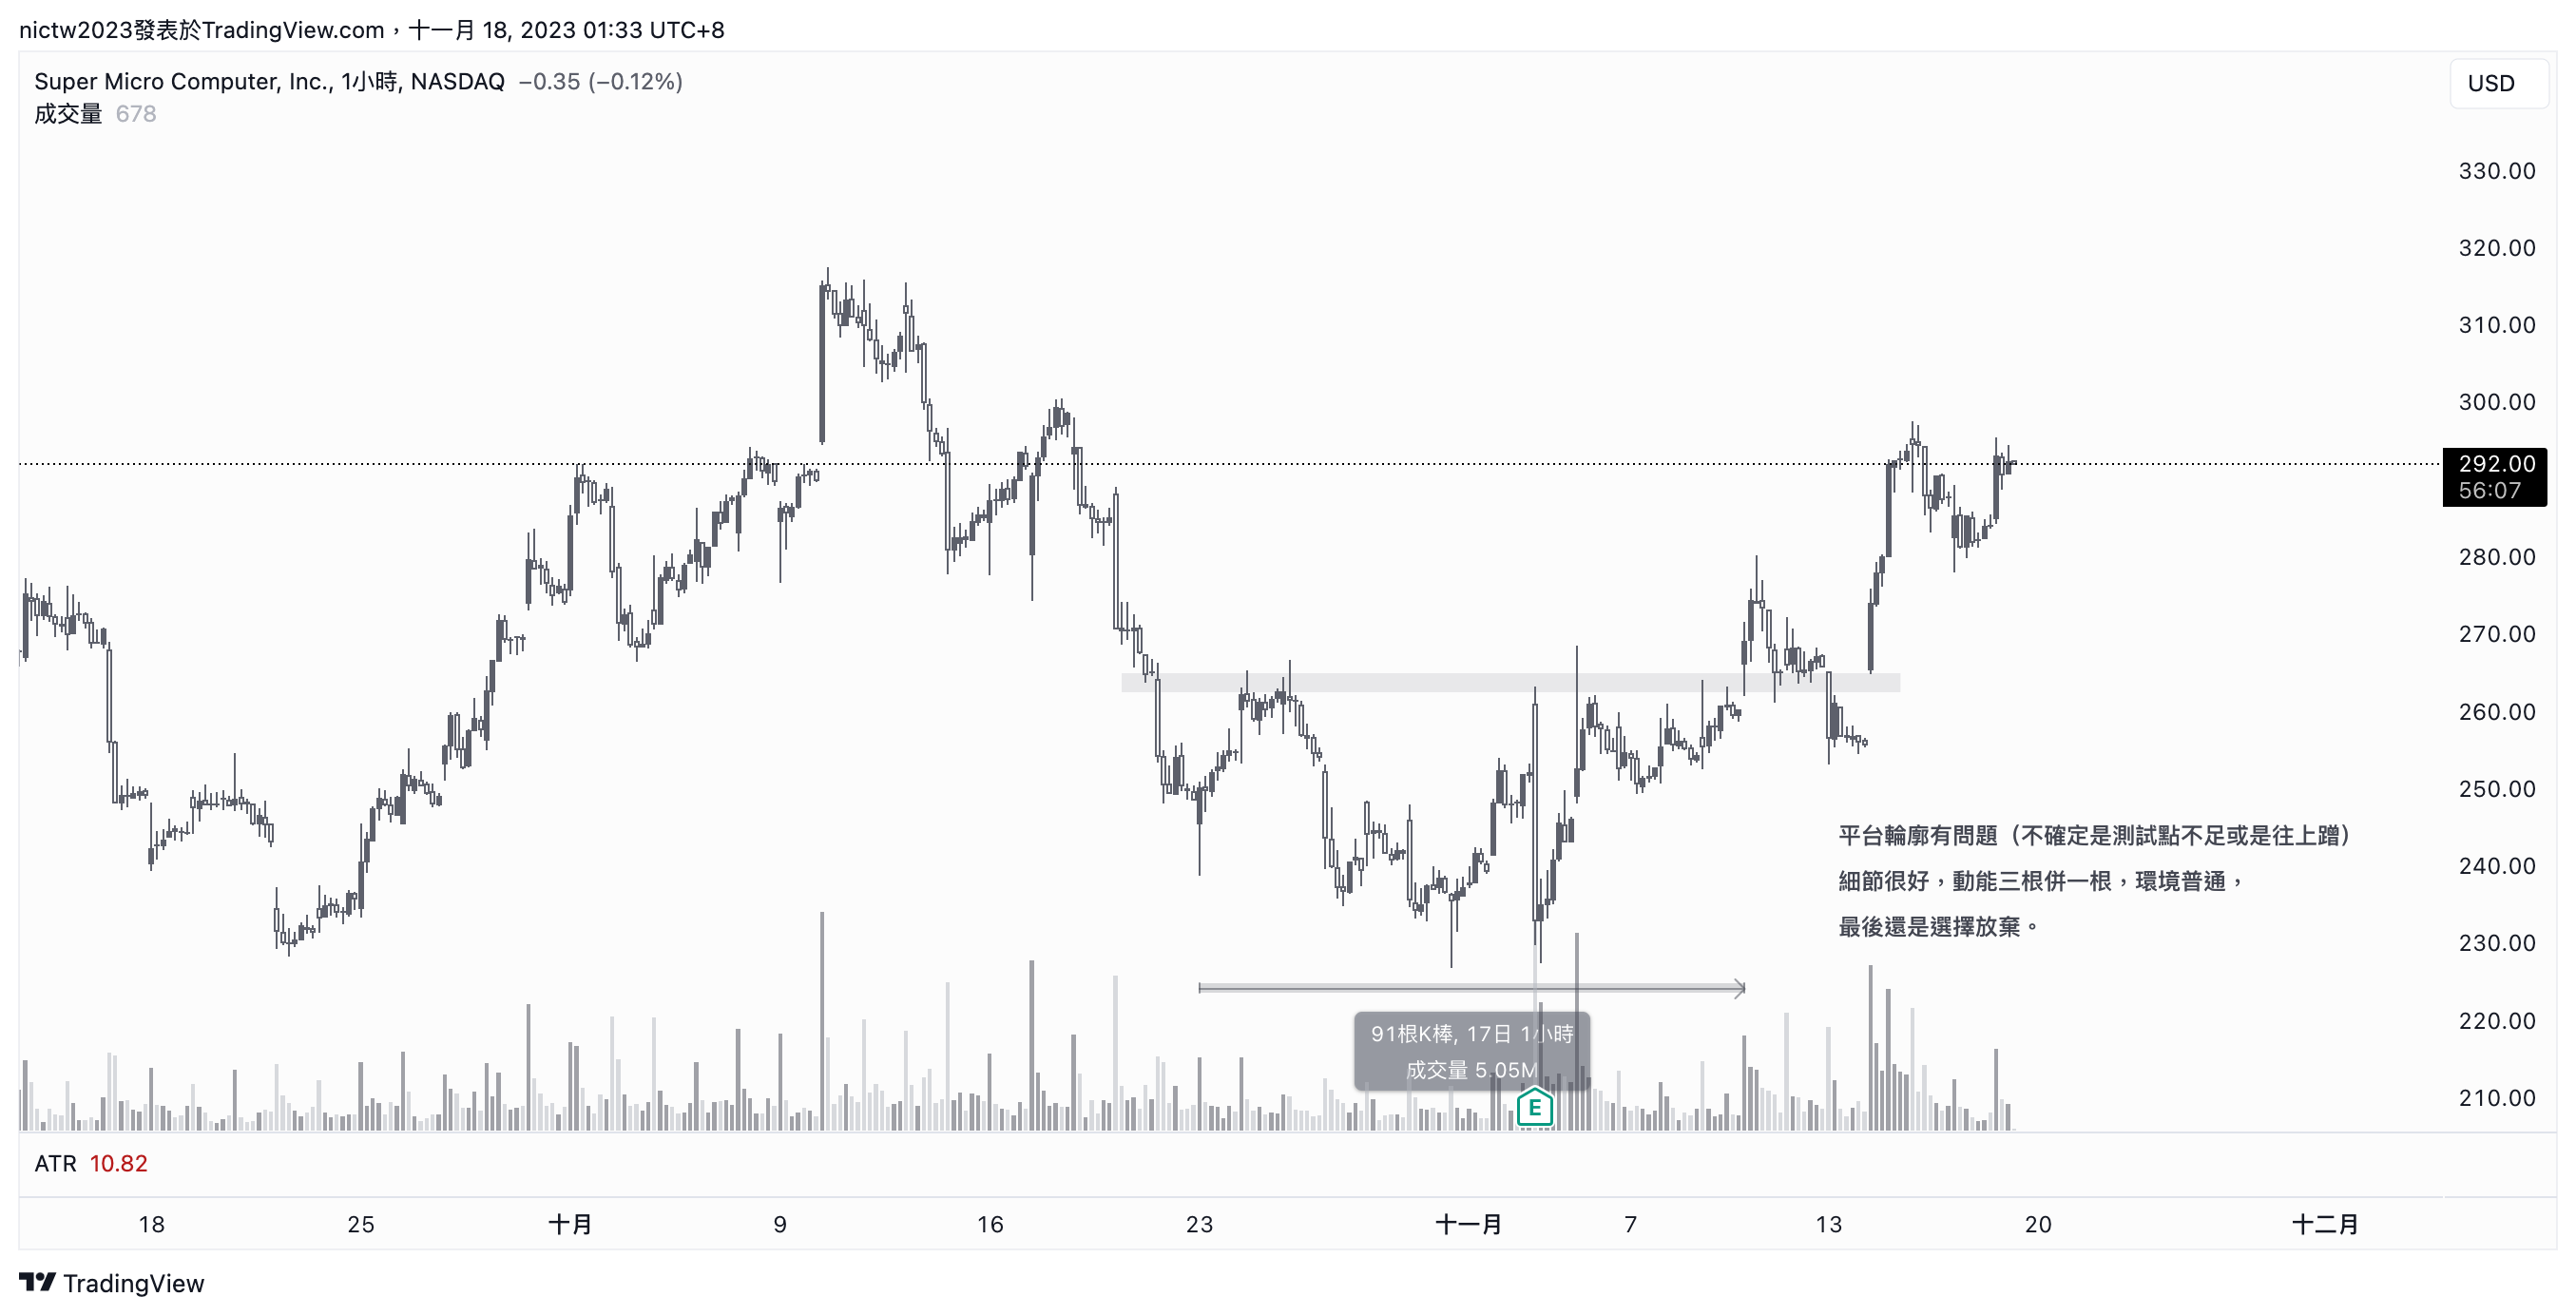 nictw2023發表於TradingView.com，十一月 18, 2023 01:33 UTC+8
Super Micro Computer, Inc., 1小時, NASDAQ −0.35 (−0.12%)
成交量 678
USD
330.00
320.00
310.00
300.00
292.00
56:07
280.00
270.00
260.00
250.00
240.00
230.00
220.00
210.00
平台輪廓有問題（不確定是測試點不足或是往上蹭）
細節很好，動能三根併一根，環境普通，
最後還是選擇放棄。
91根K棒, 17日 1小時
成交量 5.05M
E
ATR 10.82
18 25 十月 9 16 23 十一月 7 13 20 十二月
TradingView